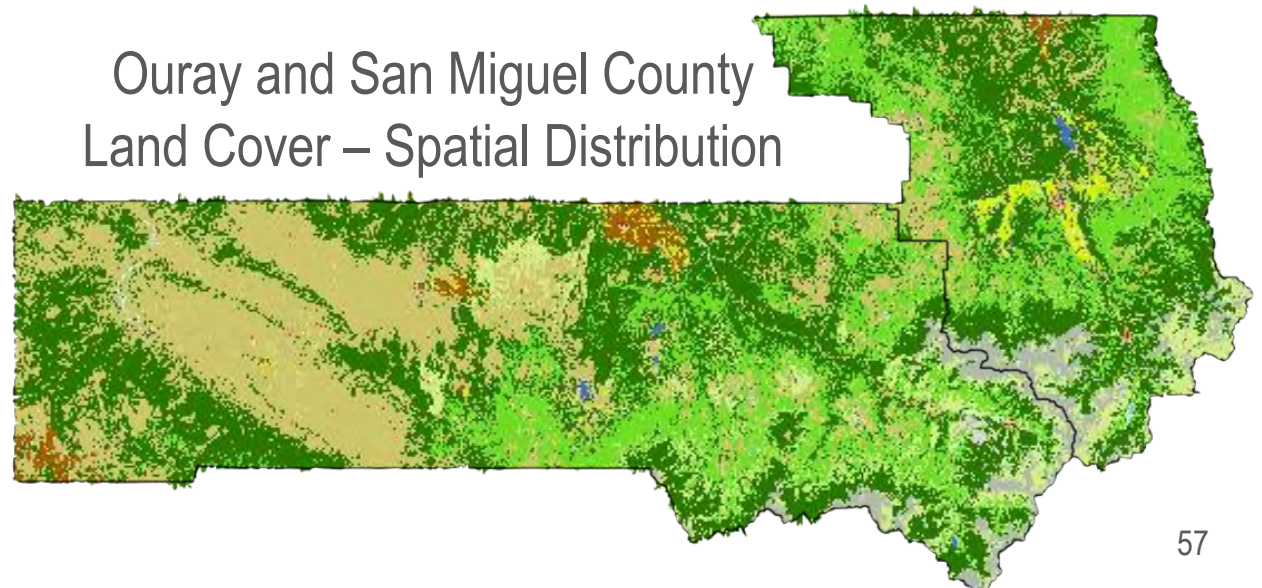 Ouray and San Miguel County
Land Cover – Spatial Distribution
57